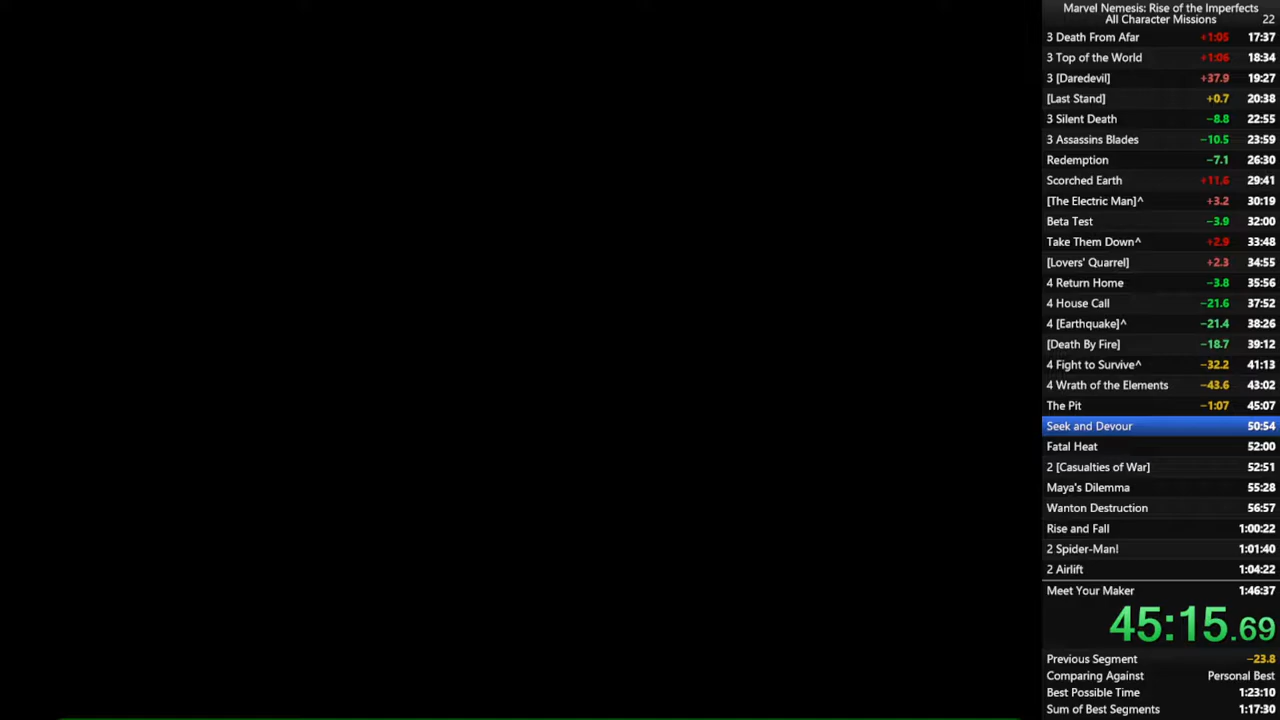 Marvel Nemesis: Rise of the Imperfects
All Character Missions 22
3 Death From Afar +1:05 17:37
3 Top of the World +1:06 18:34
3 [Daredevil] +37.9 19:27
[Last Stand] +0.7 20:38
3 Silent Death −8.8 22:55
3 Assassins Blades −10.5 23:59
Redemption −7.1 26:30
Scorched Earth +11.6 29:41
[The Electric Man]^ +3.2 30:19
Beta Test −3.9 32:00
Take Them Down^ +2.9 33:48
[Lovers' Quarrel] +2.3 34:55
4 Return Home −3.8 35:56
4 House Call −21.6 37:52
4 [Earthquake]^ −21.4 38:26
[Death By Fire] −18.7 39:12
4 Fight to Survive^ −32.2 41:13
4 Wrath of the Elements −43.6 43:02
The Pit −1:07 45:07
Seek and Devour 50:54
Fatal Heat 52:00
2 [Casualties of War] 52:51
Maya's Dilemma 55:28
Wanton Destruction 56:57
Rise and Fall 1:00:22
2 Spider-Man! 1:01:40
2 Airlift 1:04:22
Meet Your Maker 1:46:37
45:15.69
Previous Segment −23.8
Comparing Against Personal Best
Best Possible Time 1:23:10
Sum of Best Segments 1:17:30